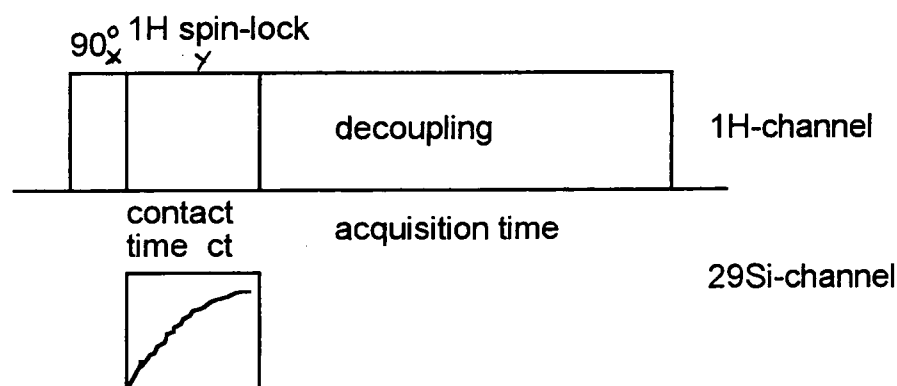 90°x 1H spin-lock
y
decoupling
1H-channel
contact
time ct
acquisition time
29Si-channel